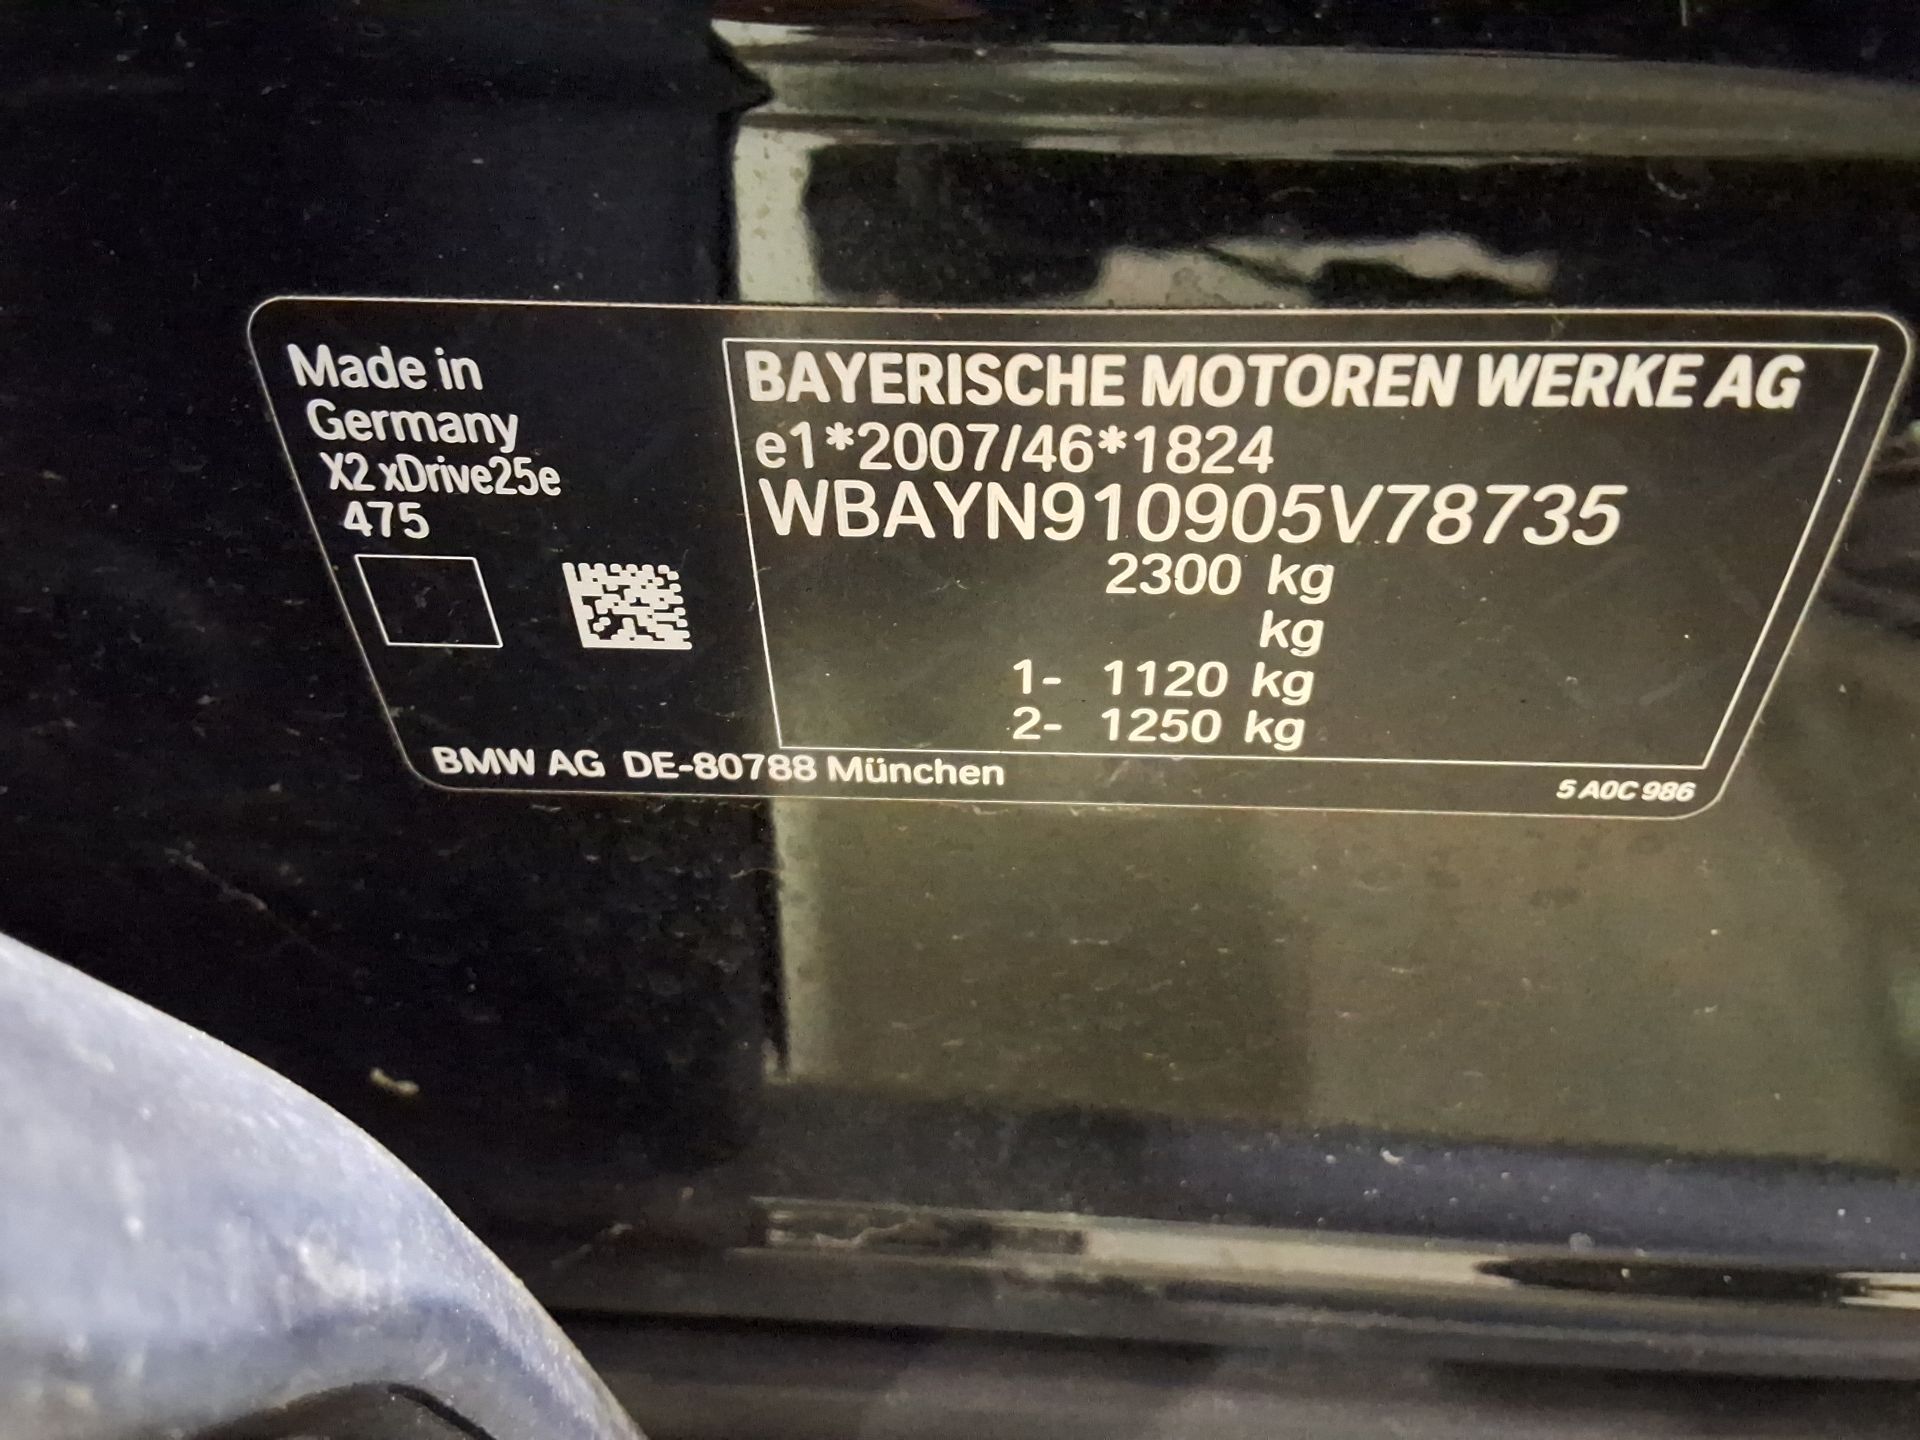 Made in
Germany
X2 xDrive25e
475
BAYERISCHE MOTOREN WERKE AG
e1*2007/46*1824
WBAYN910905V78735
2300 kg
kg
1- 1120 kg
2- 1250 kg
BMW AG DE-80788 München
5 A0C 986